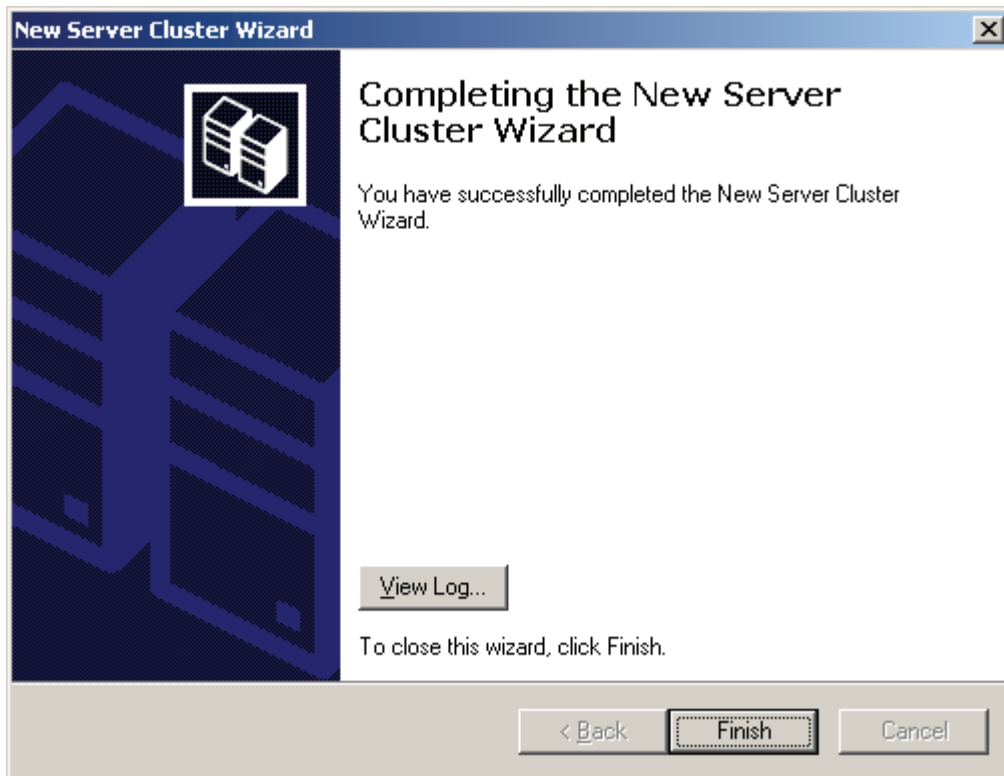 New Server Cluster Wizard
Completing the New Server
Cluster Wizard
You have successfully completed the New Server Cluster
Wizard.
View Log...
To close this wizard, click Finish.
< Back
Finish
Cancel